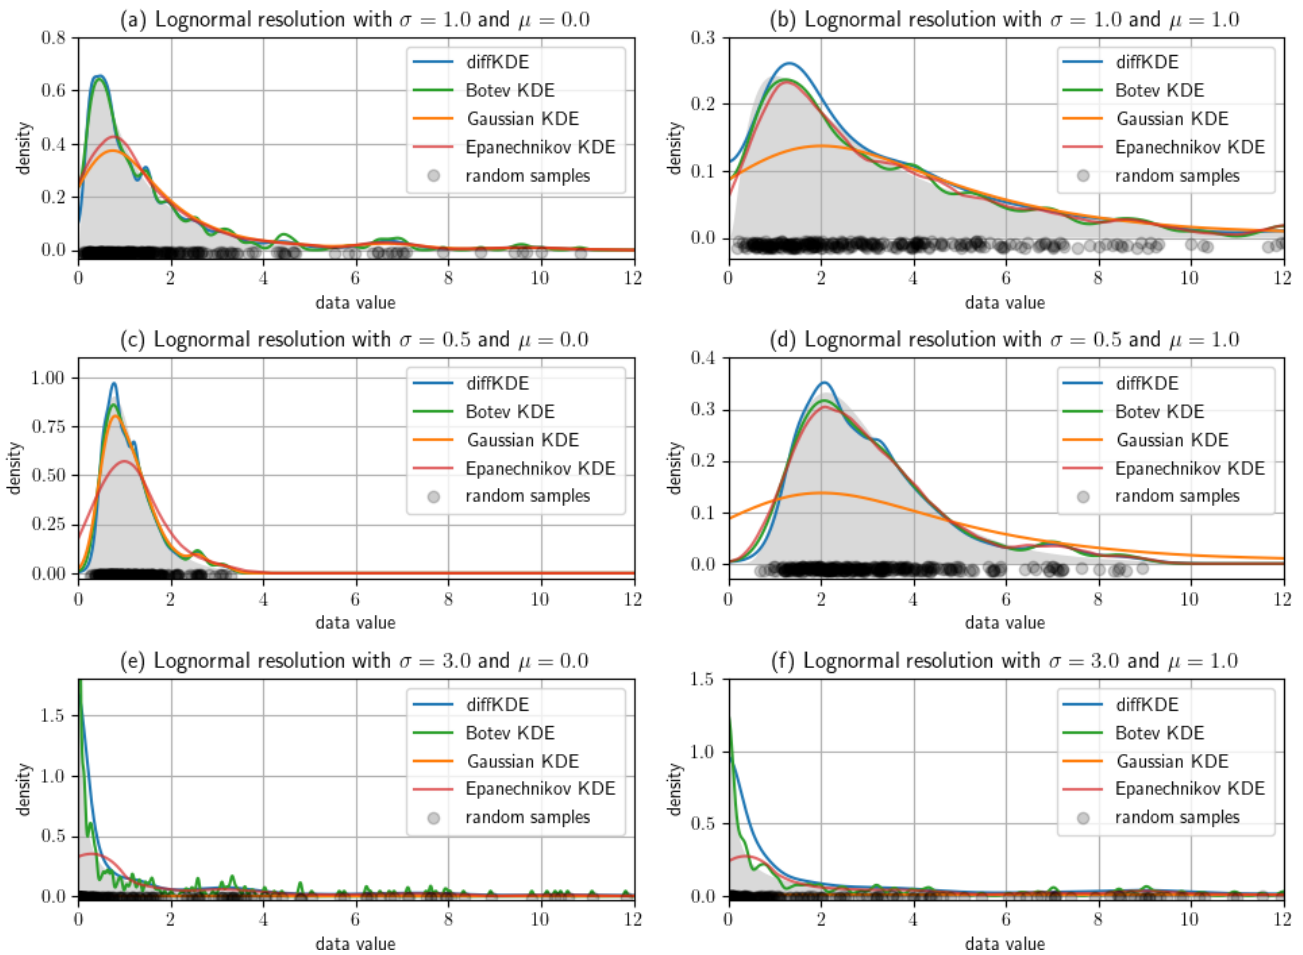 (a) Lognormal resolution with σ = 1.0 and μ = 0.0
0.8
0.6
0.4
0.2
0.0
density
diffKDE
Botev KDE
Gaussian KDE
Epanechnikov KDE
random samples
0 2 4 6 8 10 12
data value
(b) Lognormal resolution with σ = 1.0 and μ = 1.0
0.3
0.2
0.1
0.0
density
diffKDE
Botev KDE
Gaussian KDE
Epanechnikov KDE
random samples
0 2 4 6 8 10 12
data value
(c) Lognormal resolution with σ = 0.5 and μ = 0.0
1.00
0.75
0.50
0.25
0.00
density
diffKDE
Botev KDE
Gaussian KDE
Epanechnikov KDE
random samples
0 2 4 6 8 10 12
data value
(d) Lognormal resolution with σ = 0.5 and μ = 1.0
0.4
0.3
0.2
0.1
0.0
density
diffKDE
Botev KDE
Gaussian KDE
Epanechnikov KDE
random samples
0 2 4 6 8 10 12
data value
(e) Lognormal resolution with σ = 3.0 and μ = 0.0
1.5
1.0
0.5
0.0
density
diffKDE
Botev KDE
Gaussian KDE
Epanechnikov KDE
random samples
0 2 4 6 8 10 12
data value
(f) Lognormal resolution with σ = 3.0 and μ = 1.0
1.5
1.0
0.5
0.0
density
diffKDE
Botev KDE
Gaussian KDE
Epanechnikov KDE
random samples
0 2 4 6 8 10 12
data value